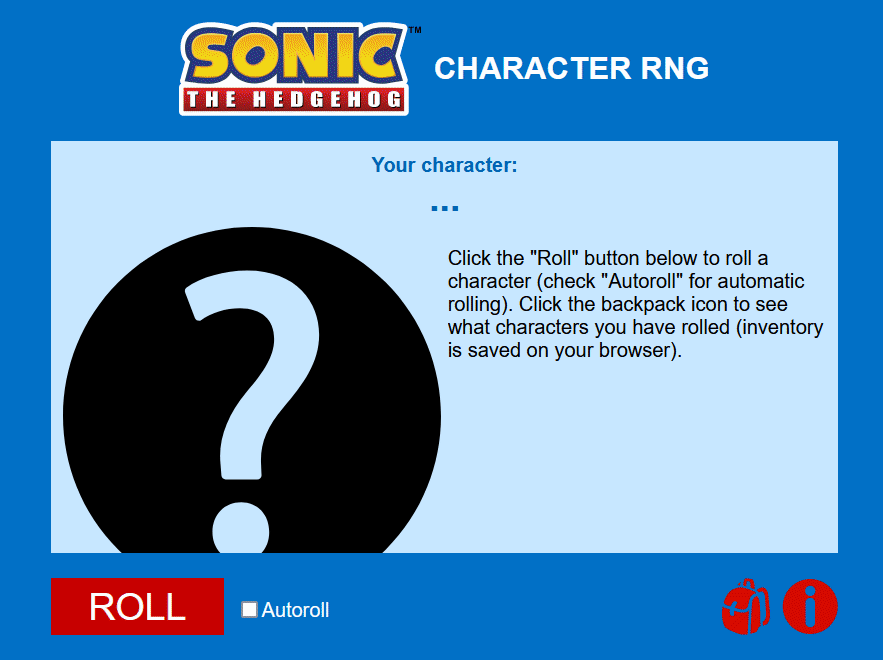 SONIC™
THE HEDGEHOG
CHARACTER RNG
Your character:
...
?
Click the "Roll" button below to roll a
character (check "Autoroll" for automatic
rolling). Click the backpack icon to see
what characters you have rolled (inventory
is saved on your browser).
ROLL
Autoroll
i